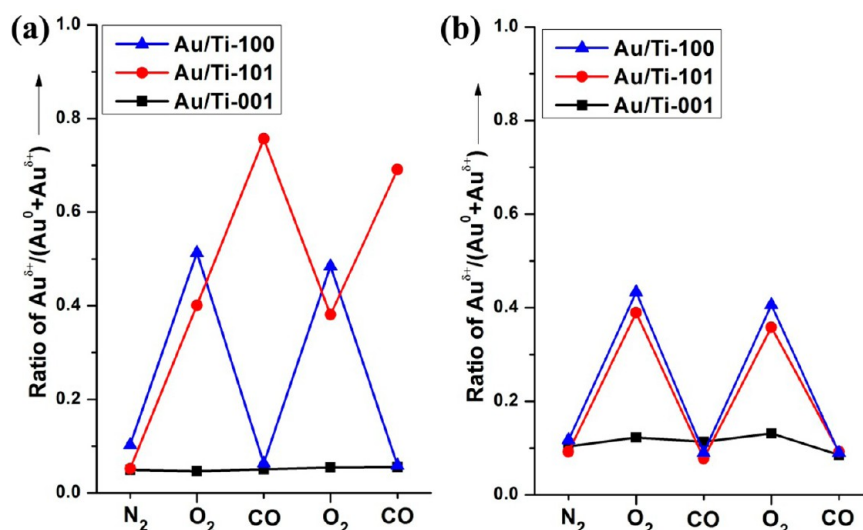 (a)
Ratio of Au^δ+/(Au^0+Au^δ+)
1.0
0.8
0.6
0.4
0.2
0.0
Au/Ti-100
Au/Ti-101
Au/Ti-001
N₂ O₂ CO O₂ CO
(b)
Ratio of Au^δ+/(Au^0+Au^δ+)
1.0
0.8
0.6
0.4
0.2
0.0
Au/Ti-100
Au/Ti-101
Au/Ti-001
N₂ O₂ CO O₂ CO